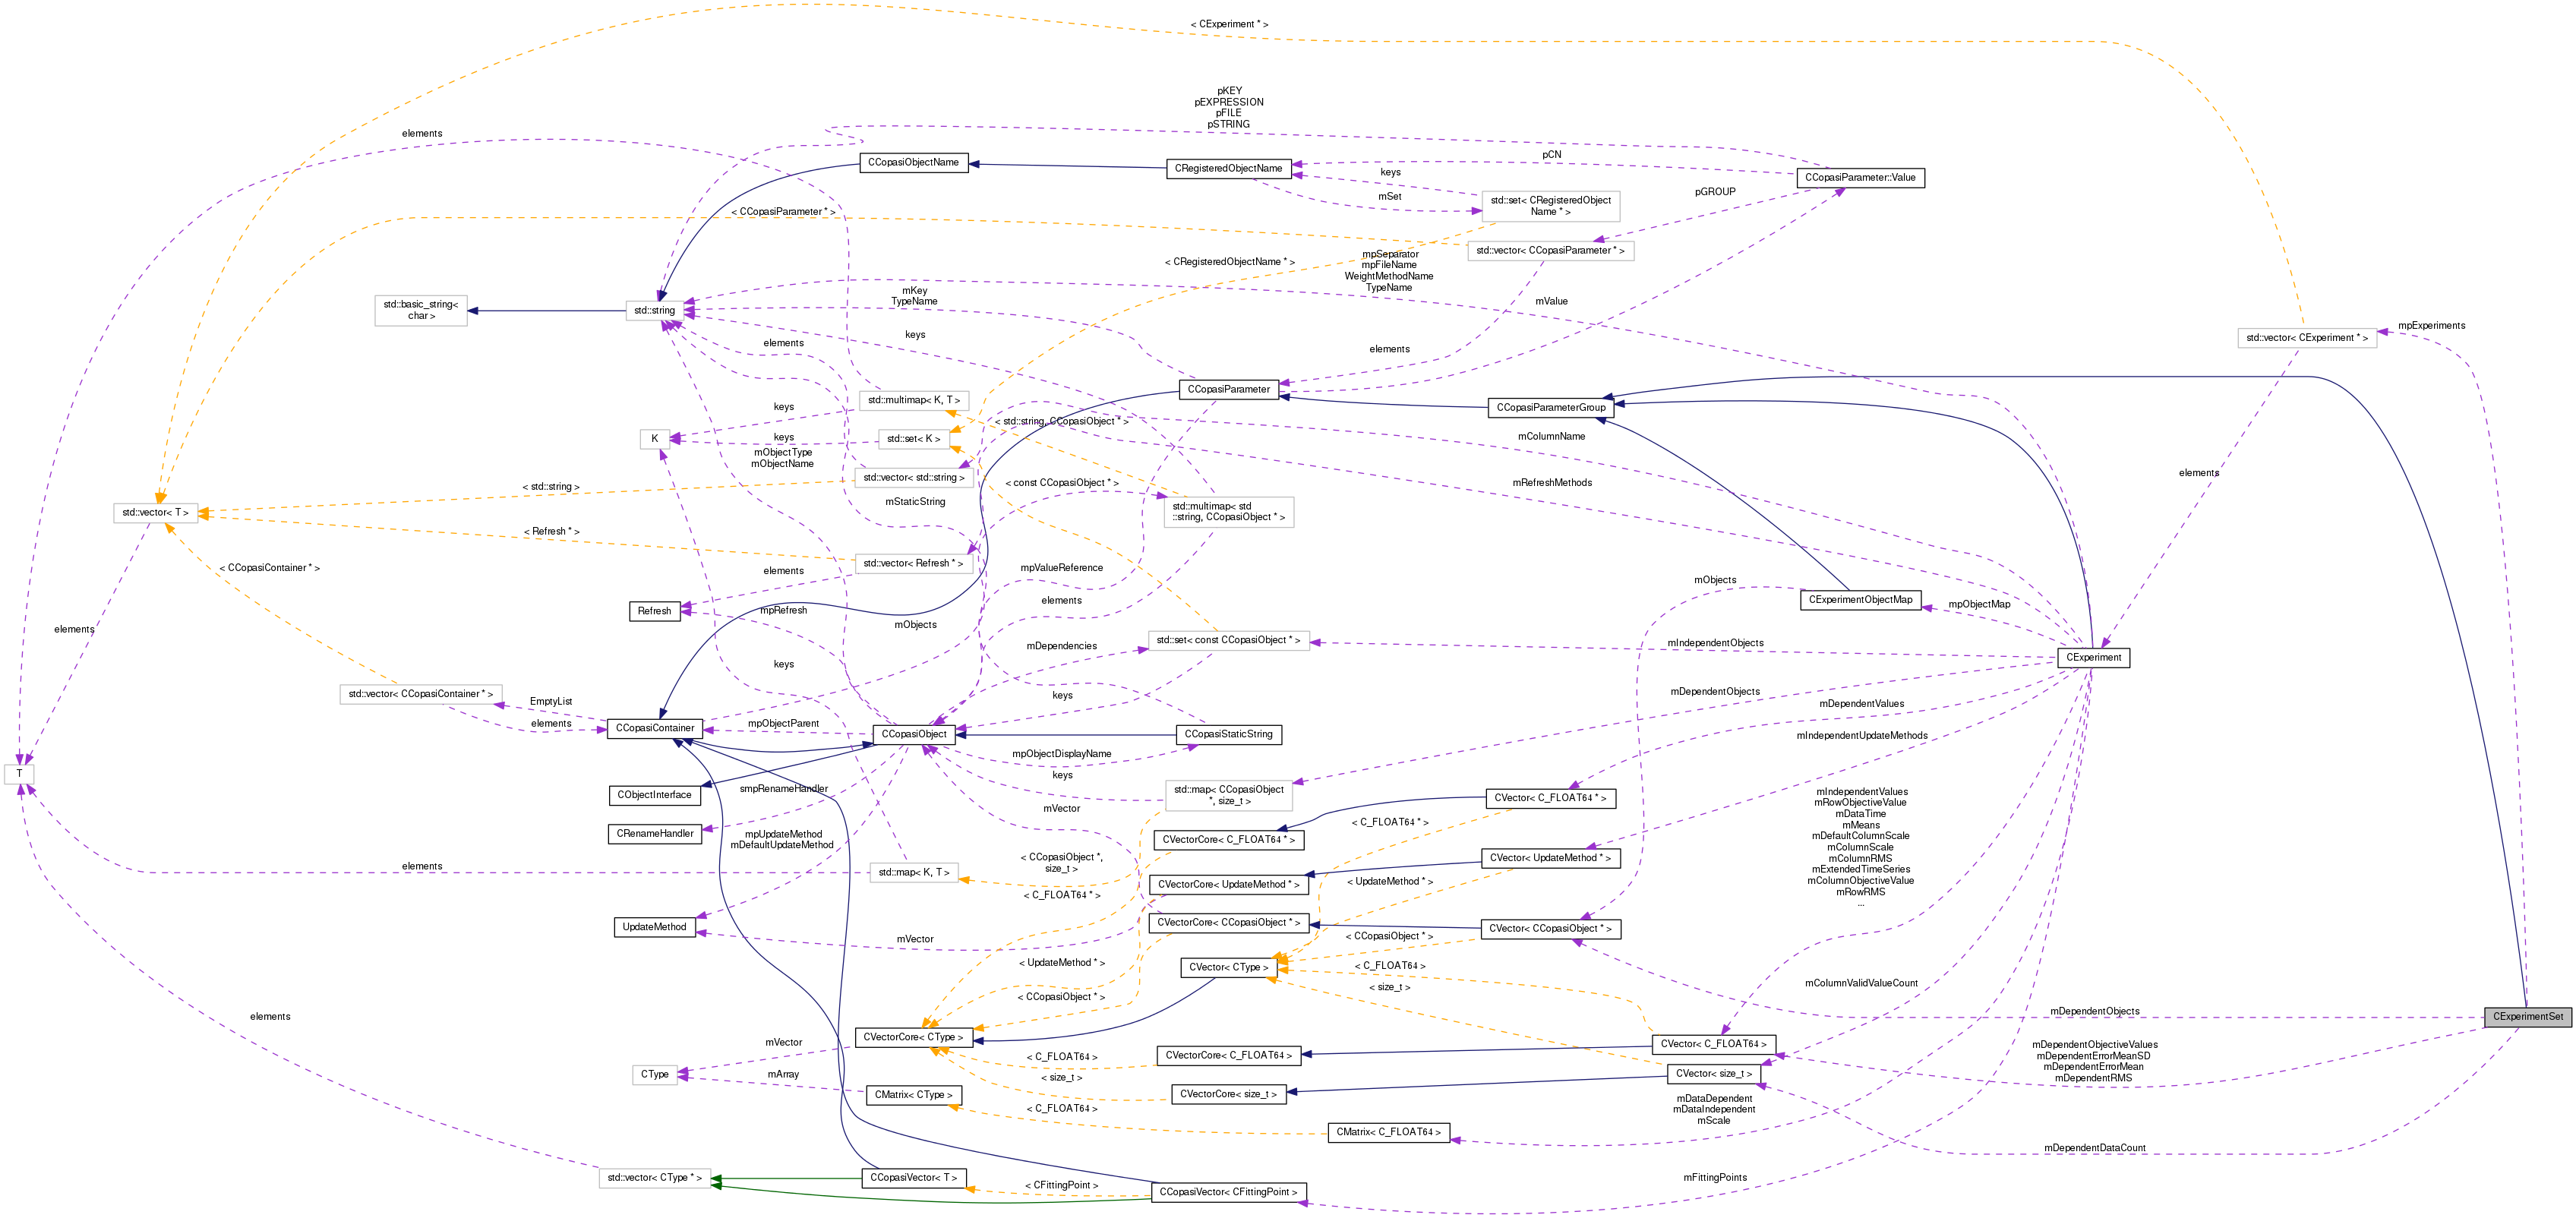 < CExperiment * >
pKEY
pEXPRESSION
pFILE
pSTRING
elements
CCopasiObjectName
CRegisteredObjectName
pCN
keys
mSet
CCopasiParameter::Value
std::set< CRegisteredObject
Name * >
pGROUP
< CCopasiParameter * >
std::vector< CCopasiParameter * >
< CRegisteredObjectName * >
mpSeparator
mpFileName
WeightMethodName
TypeName
std::basic_string<
char >
std::string
mKey
TypeName
mValue
mpExperiments
std::vector< CExperiment * >
elements
keys
elements
CCopasiParameter
std::multimap< K, T >
keys
CCopasiParameterGroup
< std::string, CCopasiObject * >
K
keys
std::set< K >
mColumnName
mObjectType
mObjectName
std::vector< std::string >
elements
< std::string >
< const CCopasiObject * >
mRefreshMethods
std::vector< T >
mStaticString
std::multimap< std
::string, CCopasiObject * >
< Refresh * >
std::vector< Refresh * >
< CCopasiContainer * >
elements
mpValueReference
mObjects
Refresh
mpRefresh
elements
CExperimentObjectMap
mpObjectMap
elements
mObjects
mDependencies
std::set< const CCopasiObject * >
mIndependentObjects
CExperiment
keys
std::vector< CCopasiContainer * >
EmptyList
keys
mDependentObjects
elements
CCopasiContainer
mpObjectParent
CCopasiObject
CCopasiStaticString
mDependentValues
mpObjectDisplayName
mIndependentUpdateMethods
T
CObjectInterface
smpRenameHandler
keys
std::map< CCopasiObject
*, size_t >
CVector< C_FLOAT64 * >
mVector
mIndependentValues
mRowObjectiveValue
mDataTime
mMeans
mDefaultColumnScale
mColumnScale
mColumnRMS
mExtendedTimeSeries
mColumnObjectiveValue
mRowRMS
...
CRenameHandler
mpUpdateMethod
mDefaultUpdateMethod
< C_FLOAT64 * >
CVectorCore< C_FLOAT64 * >
elements
std::map< K, T >
< CCopasiObject *,
size_t >
CVector< UpdateMethod * >
< C_FLOAT64 * >
CVectorCore< UpdateMethod * >
< UpdateMethod * >
UpdateMethod
mVector
CVectorCore< CCopasiObject * >
CVector< CCopasiObject * >
< CCopasiObject * >
< UpdateMethod * >
CVector< CType >
< C_FLOAT64 >
< CCopasiObject * >
< size_t >
mColumnValidValueCount
elements
mDependentObjects
CExperimentSet
CVectorCore< CType >
mVector
CType
mArray
CMatrix< CType >
< C_FLOAT64 >
CVectorCore< C_FLOAT64 >
CVector< C_FLOAT64 >
mDependentObjectiveValues
mDependentErrorMeanSD
mDependentErrorMean
mDependentRMS
< size_t >
CVectorCore< size_t >
CVector< size_t >
< C_FLOAT64 >
CMatrix< C_FLOAT64 >
mDataDependent
mDataIndependent
mScale
mDependentDataCount
std::vector< CType * >
CCopasiVector< T >
< CFittingPoint >
CCopasiVector< CFittingPoint >
mFittingPoints